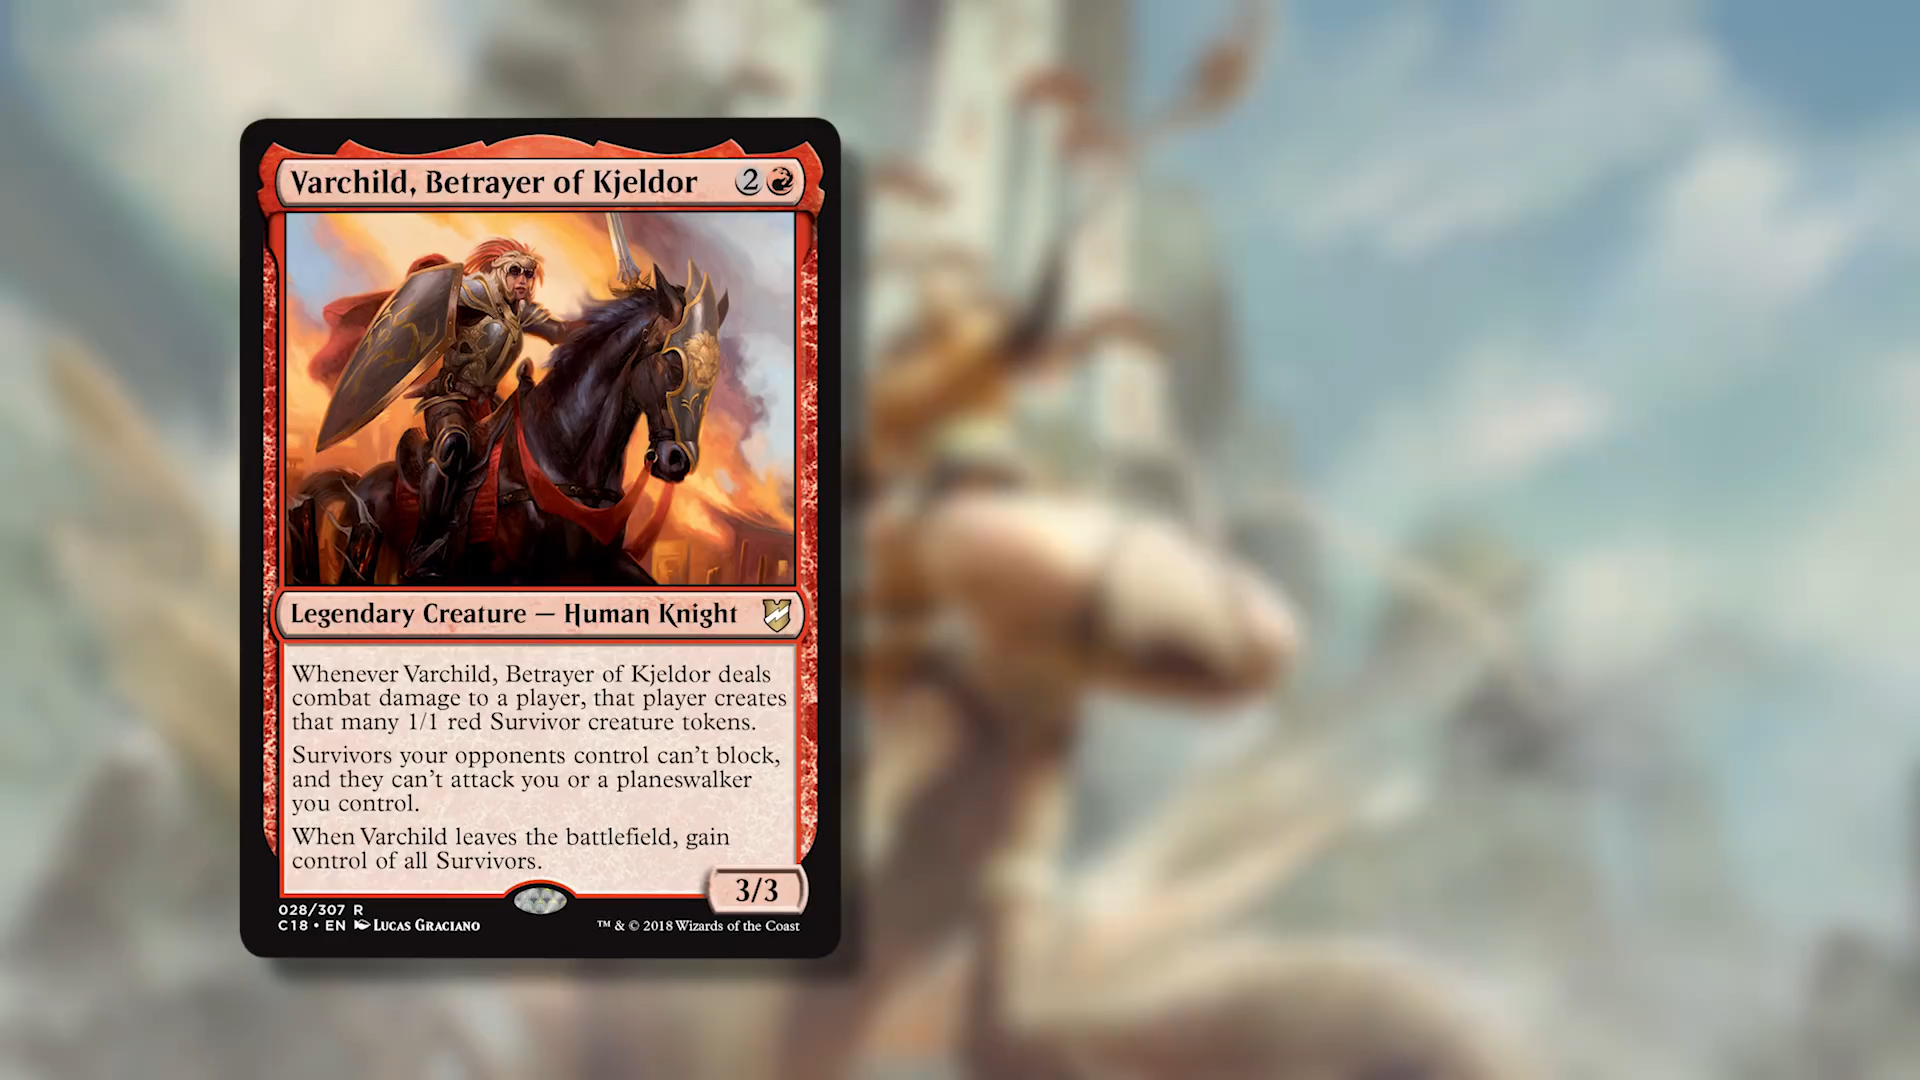 Varchild, Betrayer of Kjeldor 2
Legendary Creature — Human Knight
Whenever Varchild, Betrayer of Kjeldor deals
combat damage to a player, that player creates
that many 1/1 red Survivor creature tokens.
Survivors your opponents control can't block,
and they can't attack you or a planeswalker
you control.
When Varchild leaves the battlefield, gain
control of all Survivors.
3/3
028/307 R
C18 • EN Lucas Graciano
™ & © 2018 Wizards of the Coast